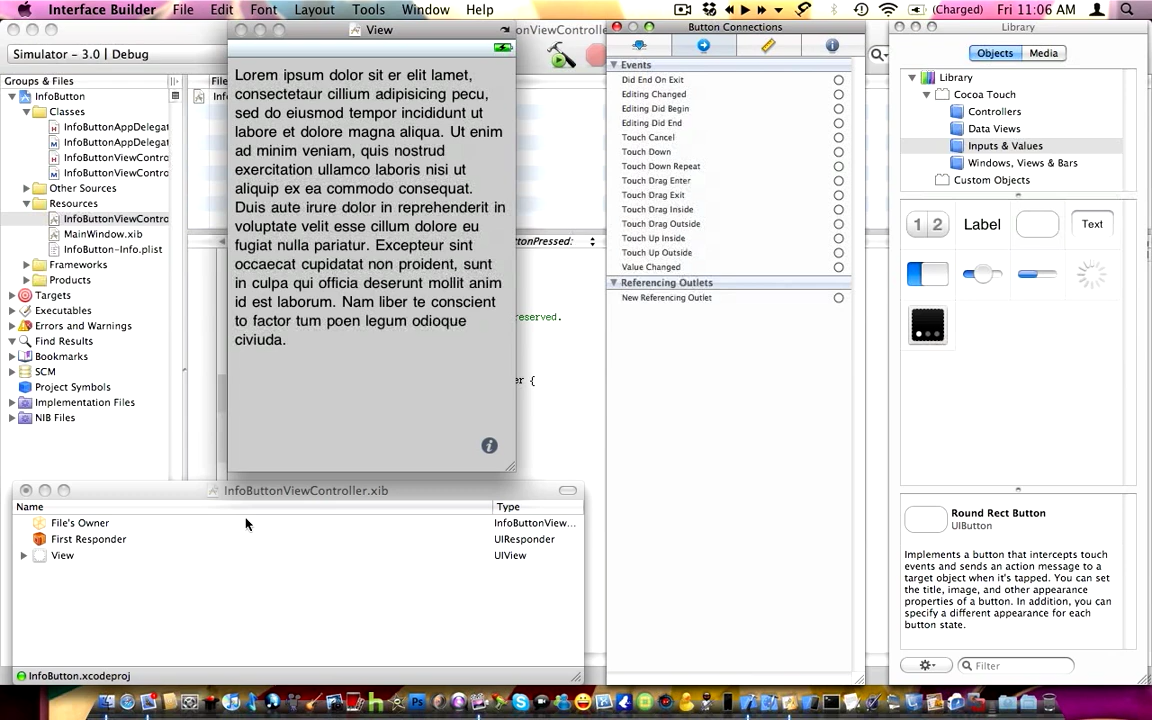 Interface Builder File Edit Font Layout Tools Window Help (Charged) Fri 11:06 AM
View
Button Connections
Library
Simulator - 3.0 | Debug
Objects Media
Groups & Files
InfoButton
Classes
InfoButtonAppDelegat
InfoButtonAppDelegat
InfoButtonViewContro
InfoButtonViewContro
Other Sources
Resources
InfoButtonViewContro
MainWindow.xib
InfoButton-Info.plist
Frameworks
Products
Targets
Executables
Errors and Warnings
Find Results
Bookmarks
SCM
Project Symbols
Implementation Files
NIB Files
InfoButton.xcodeproj
Lorem ipsum dolor sit er elit lamet,
consectetaur cillium adipisicing pecu,
sed do eiusmod tempor incididunt ut
labore et dolore magna aliqua. Ut enim
ad minim veniam, quis nostrud
exercitation ullamco laboris nisi ut
aliquip ex ea commodo consequat.
Duis aute irure dolor in reprehenderit in
voluptate velit esse cillum dolore eu
fugiat nulla pariatur. Excepteur sint
occaecat cupidatat non proident, sunt
in culpa qui officia deserunt mollit anim
id est laborum. Nam liber te conscient
to factor tum poen legum odioque
civiuda.
onPressed:
reserved.
er {
InfoButtonViewController.xib
Name Type
File's Owner InfoButtonView...
First Responder UIResponder
View UIView
Events
Did End On Exit
Editing Changed
Editing Did Begin
Editing Did End
Touch Cancel
Touch Down
Touch Down Repeat
Touch Drag Enter
Touch Drag Exit
Touch Drag Inside
Touch Drag Outside
Touch Up Inside
Touch Up Outside
Value Changed
Referencing Outlets
New Referencing Outlet
Library
Cocoa Touch
Controllers
Data Views
Inputs & Values
Windows, Views & Bars
Custom Objects
1 2 Label Text
Round Rect Button
UIButton
Implements a button that intercepts touch
events and sends an action message to a
target object when it's tapped. You can set
the title, image, and other appearance
properties of a button. In addition, you can
specify a different appearance for each
button state.
Filter